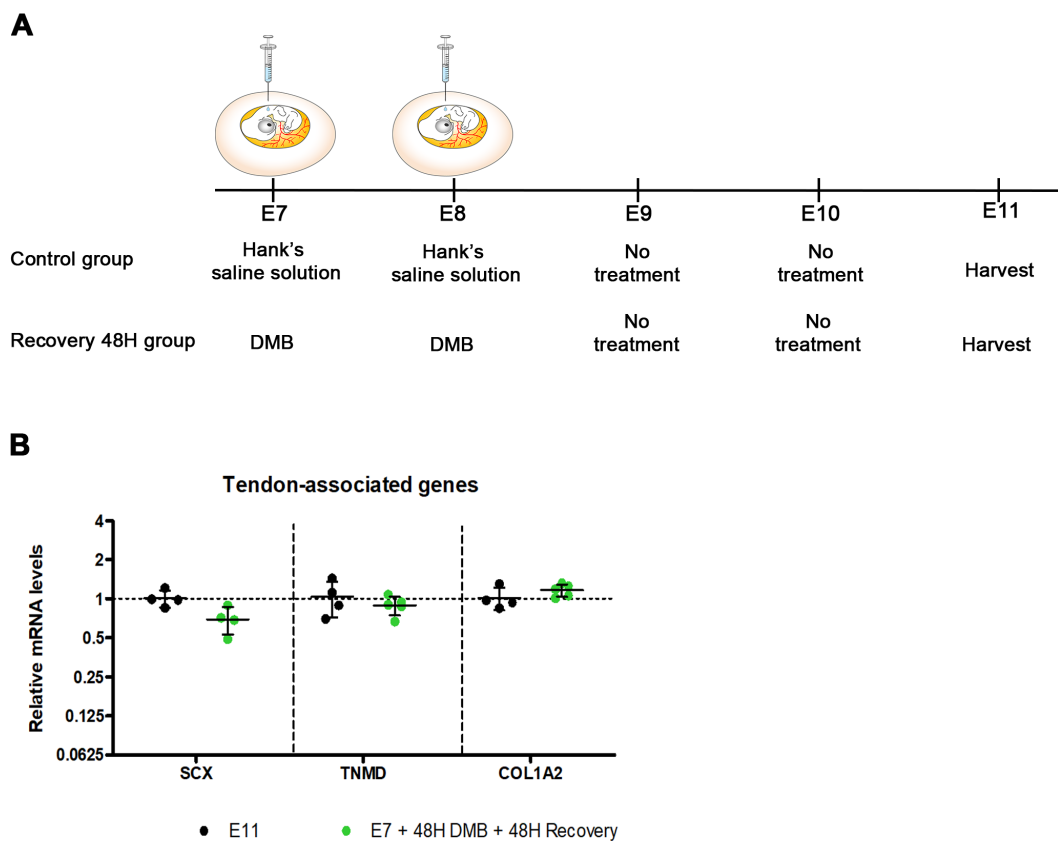 A
E7
E8
E9
E10
E11
Control group
Hank's
saline solution
Hank's
saline solution
No
treatment
No
treatment
Harvest
Recovery 48H group
DMB
DMB
No
treatment
No
treatment
Harvest
B
Tendon-associated genes
Relative mRNA levels
4
2
1
0.5
0.25
0.125
0.0625
SCX
TNMD
COL1A2
E11
E7 + 48H DMB + 48H Recovery